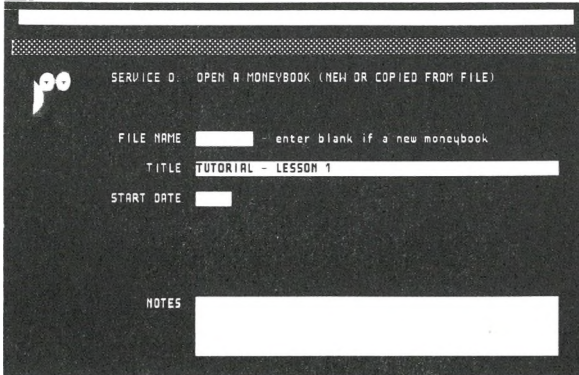 SERVICE O. OPEN A MONEYBOOK (NEW OR COPIED FROM FILE)
FILE NAME - enter blank if a new moneybook
TITLE TUTORIAL - LESSON 1
START DATE
NOTES